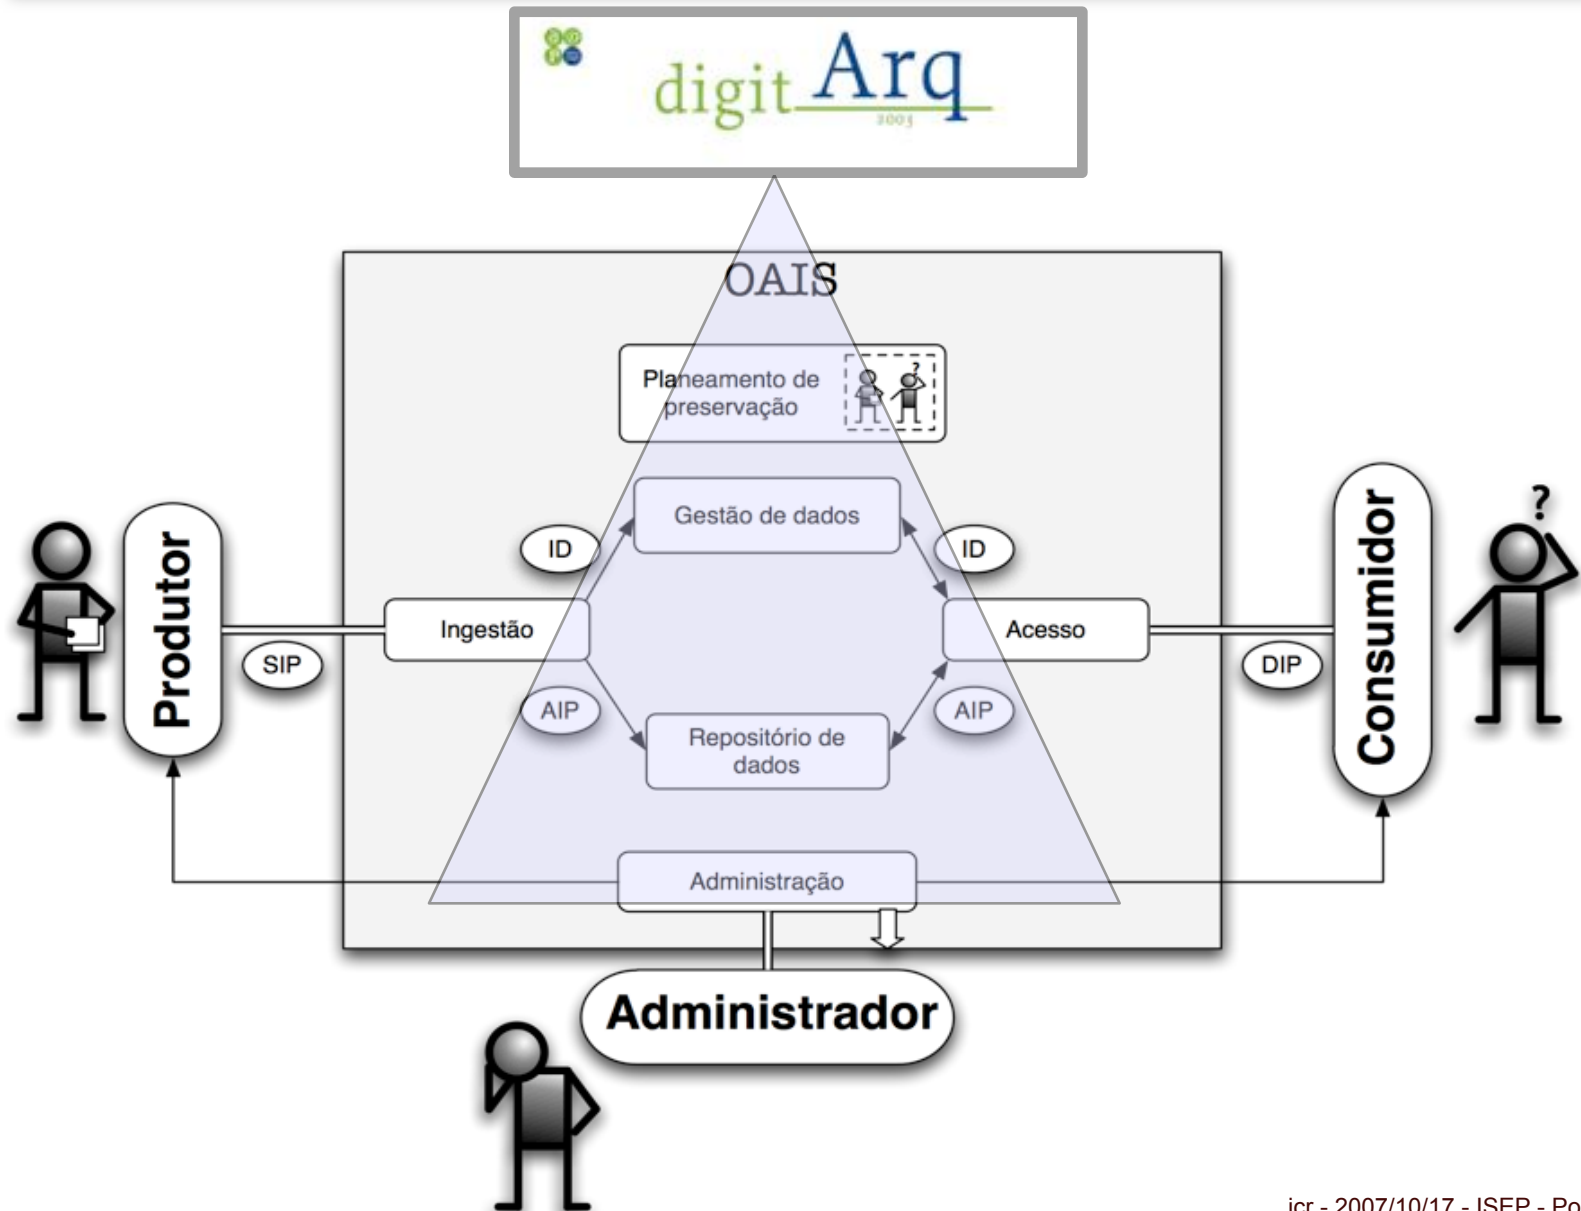 digitArq
2003
OAIS
Planeamento de
preservação
?
Gestão de dados
ID
ID
Produtor
Ingestão
Acesso
Consumidor
?
SIP
DIP
AIP
AIP
Repositório de
dados
Administração
Administrador
jcr - 2007/10/17 - ISEP - Po